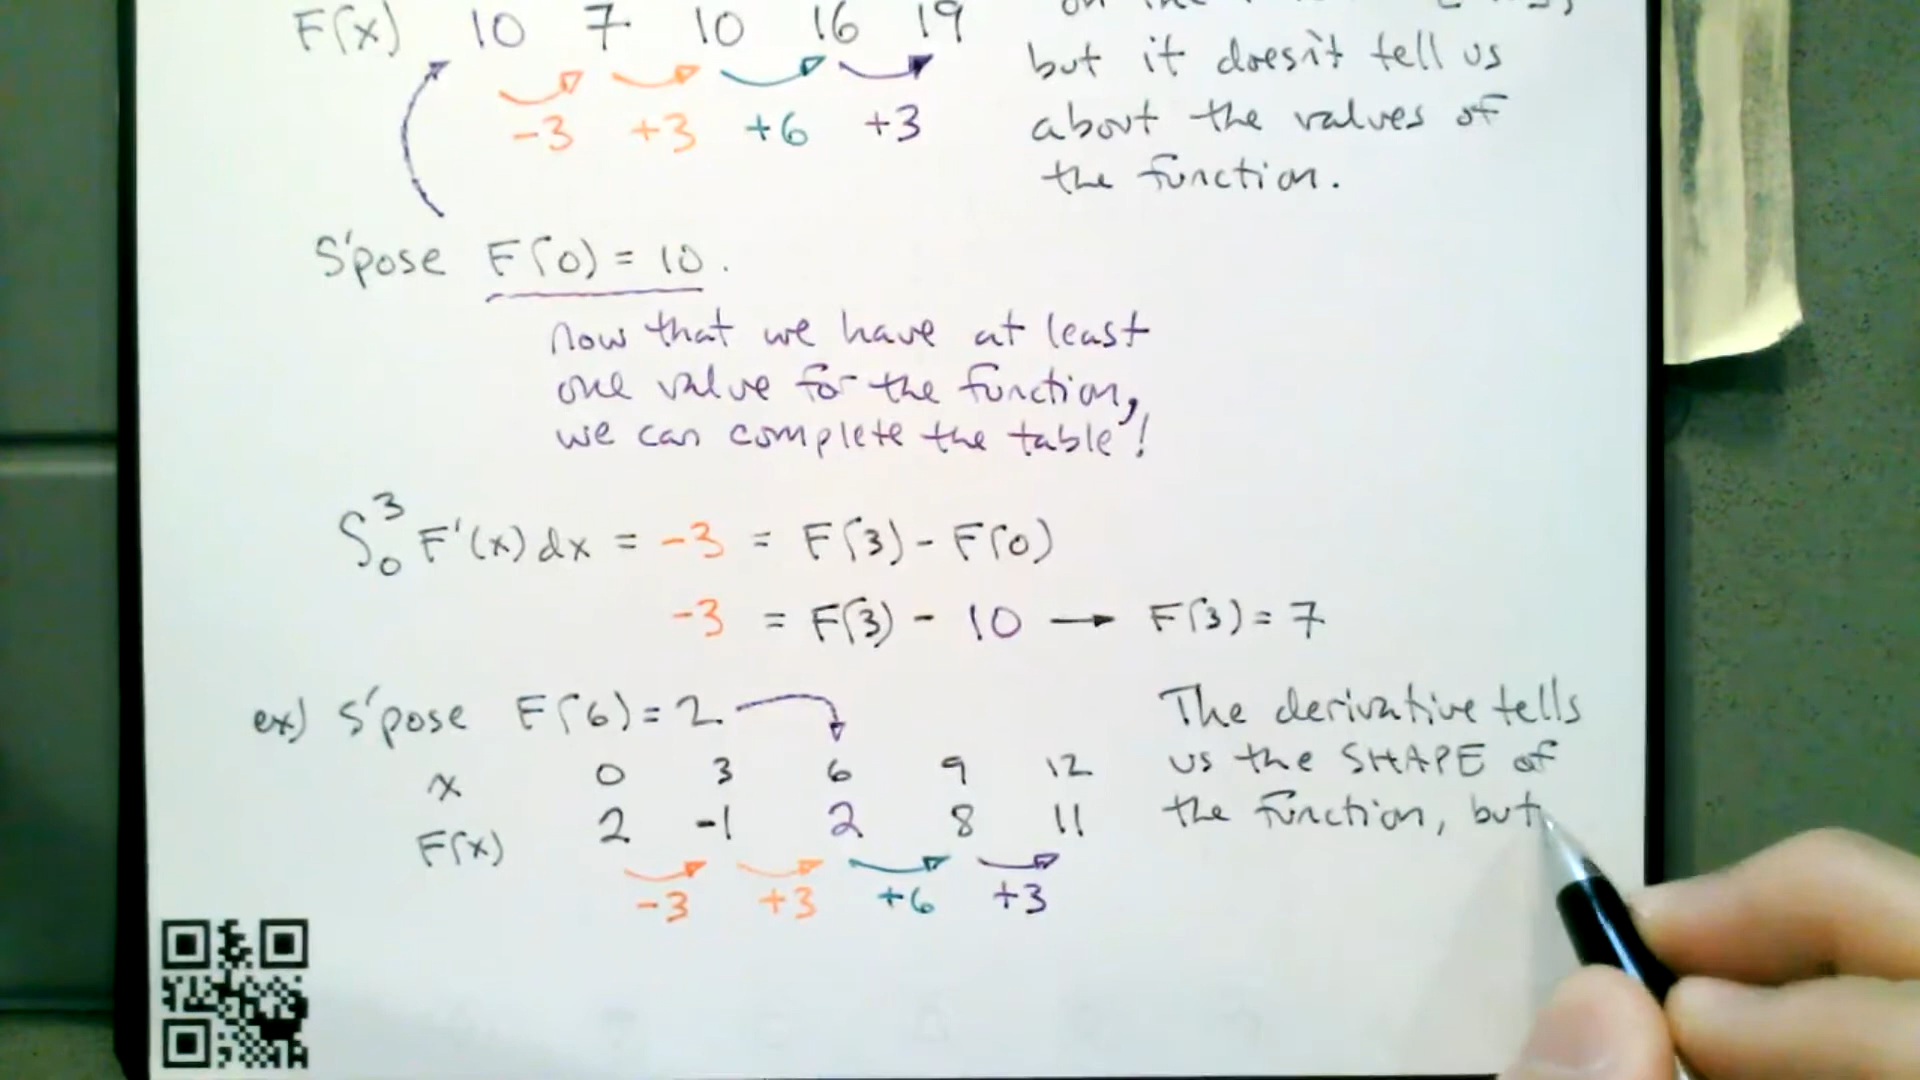 F(x) 10 7 10 16 19
-3 +3 +6 +3
but it doesn't tell us
about the values of
the function.
S'pose F(0) = 10.
now that we have at least
one value for the function,
we can complete the table!
∫₀³ F'(x) dx = -3 = F(3) - F(0)
-3 = F(3) - 10 → F(3) = 7
ex) S'pose F(6) = 2
x 0 3 6 9 12
F(x) 2 -1 2 8 11
-3 +3 +6 +3
The derivative tells
us the SHAPE of
the function, but